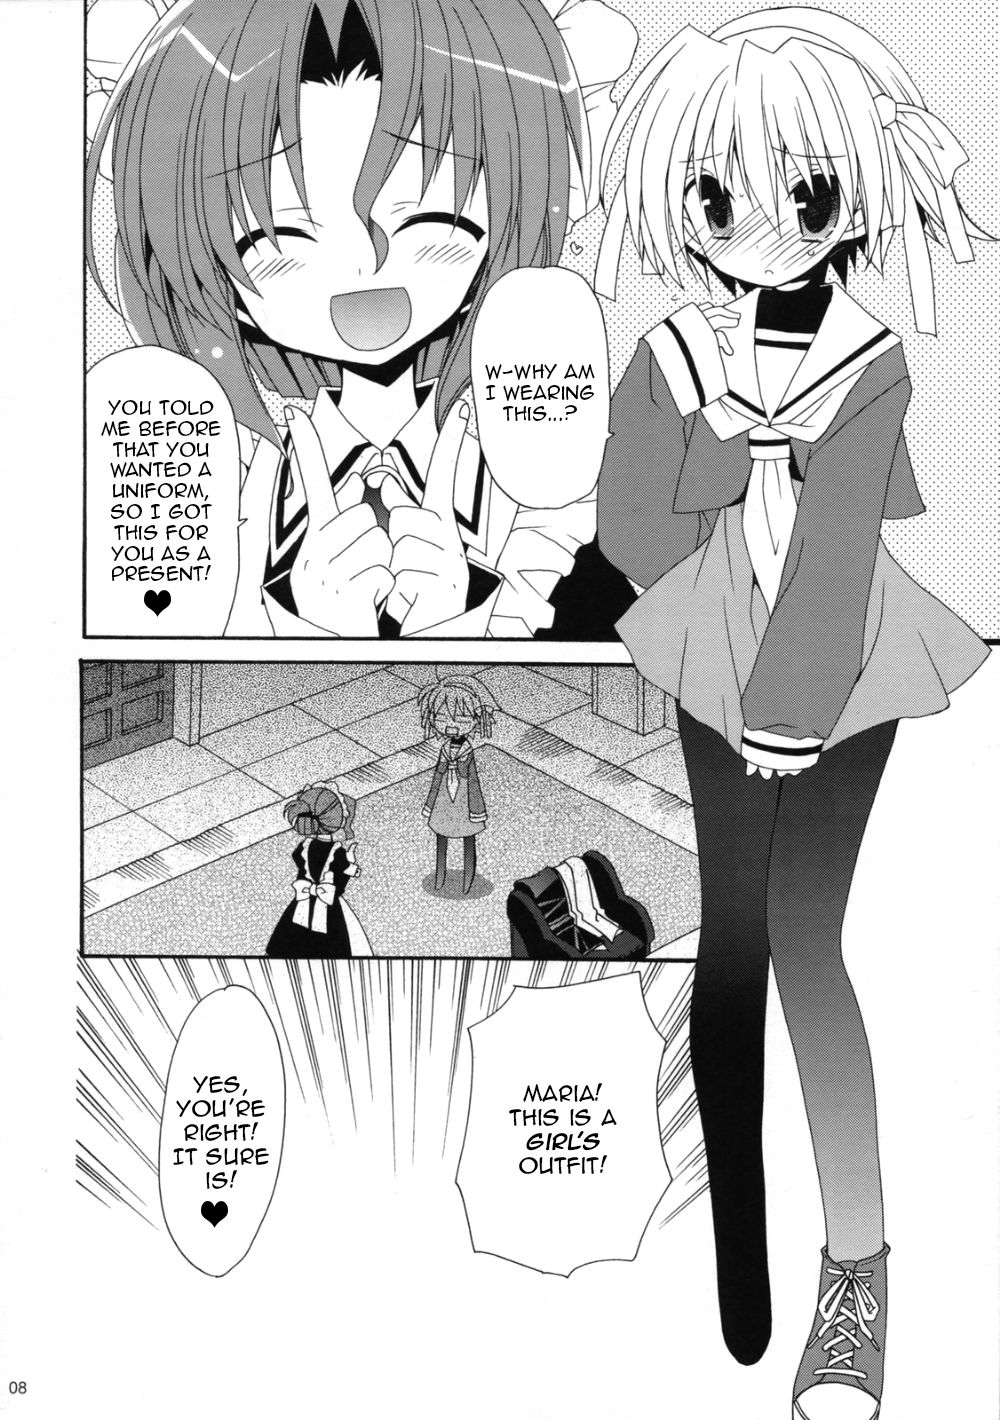 W-WHY AM
I WEARING
THIS...?
YOU TOLD
ME BEFORE
THAT YOU
WANTED A
UNIFORM,
SO I GOT
THIS FOR
YOU AS A
PRESENT!
♥
MARIA!
THIS IS A
GIRL'S
OUTFIT!
YES,
YOU'RE
RIGHT!
IT SURE
IS!
♥
08